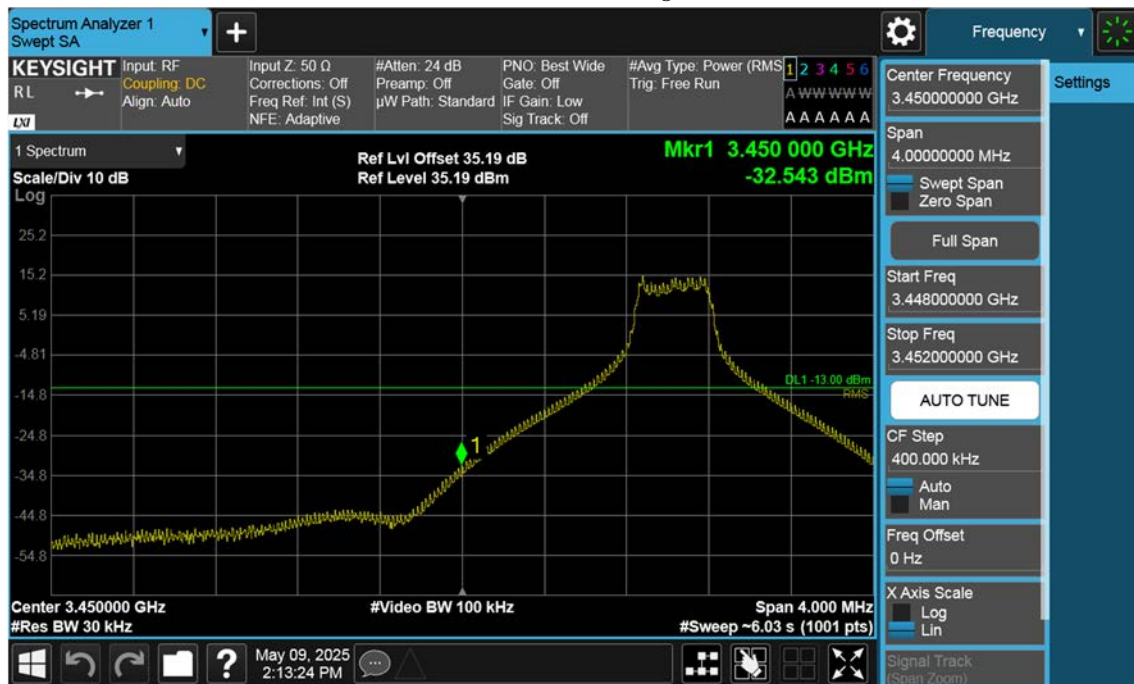 Spectrum Analyzer 1
Swept SA
+
Frequency
KEYSIGHT
RL
LXI
Input: RF
Coupling: DC
Align: Auto
Input Z: 50 Ω
Corrections: Off
Freq Ref: Int (S)
NFE: Adaptive
#Atten: 24 dB
Preamp: Off
µW Path: Standard
PNO: Best Wide
Gate: Off
IF Gain: Low
Sig Track: Off
#Avg Type: Power (RMS
Trig: Free Run
1 2 3 4 5 6
A W W W W W
A A A A A A
1 Spectrum
Scale/Div 10 dB
Log
Ref Lvl Offset 35.19 dB
Ref Level 35.19 dBm
Mkr1 3.450 000 GHz
-32.543 dBm
25.2
15.2
5.19
-4.81
-14.8
-24.8
-34.8
-44.8
-54.8
DL1 -13.00 dBm
RMS
1
Center 3.450000 GHz
#Res BW 30 kHz
#Video BW 100 kHz
Span 4.000 MHz
#Sweep ~6.03 s (1001 pts)
?
May 09, 2025
2:13:24 PM
Center Frequency
3.450000000 GHz
Span
4.00000000 MHz
Swept Span
Zero Span
Full Span
Start Freq
3.448000000 GHz
Stop Freq
3.452000000 GHz
AUTO TUNE
CF Step
400.000 kHz
Auto
Man
Freq Offset
0 Hz
X Axis Scale
Log
Lin
Signal Track
(Span Zoom)
Settings